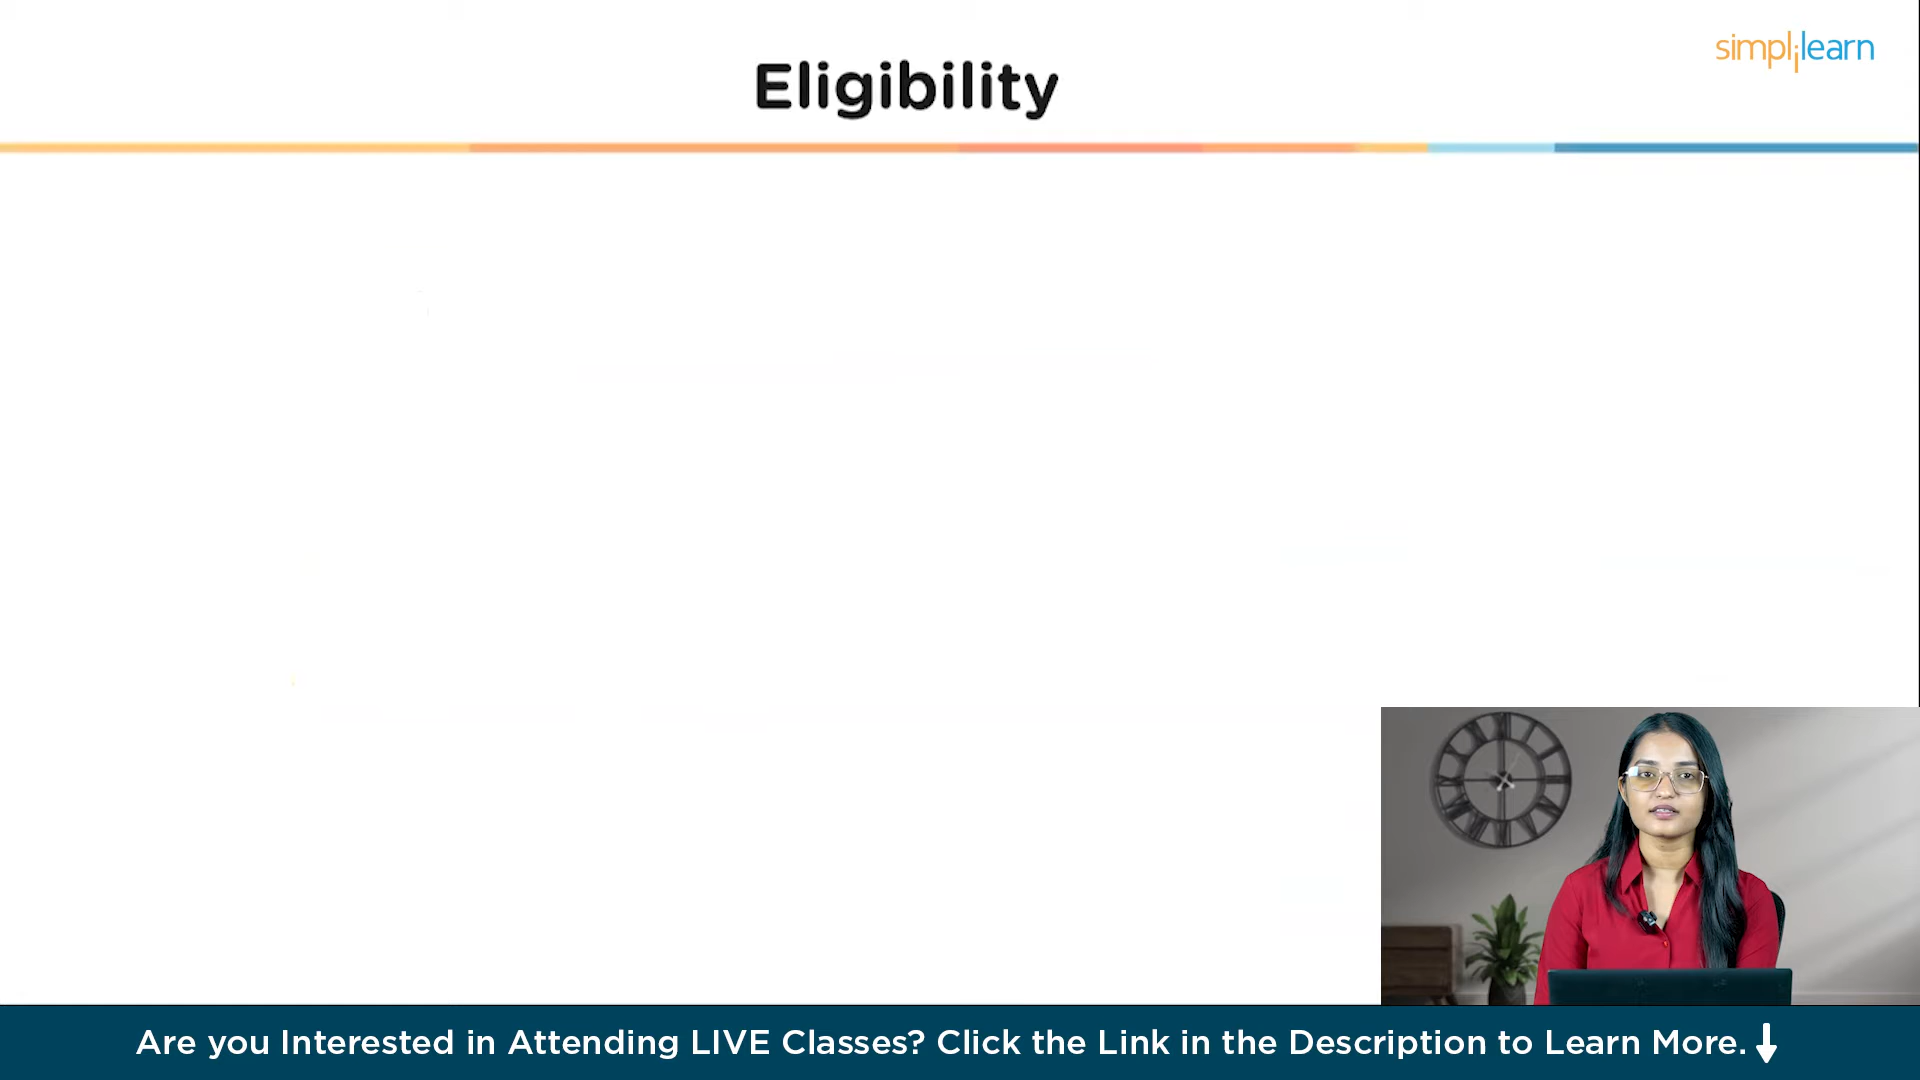 simplilearn
Eligibility
Are you Interested in Attending LIVE Classes? Click the Link in the Description to Learn More.